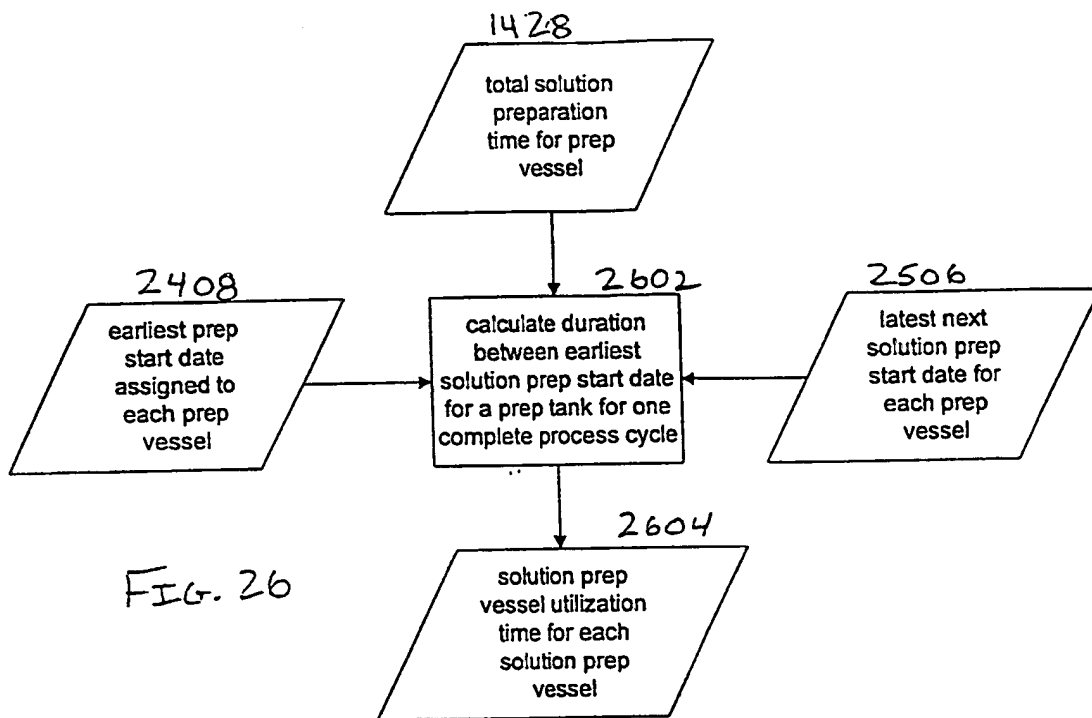 1428
total solution
preparation
time for prep
vessel
2408
earliest prep
start date
assigned to
each prep
vessel
2602
calculate duration
between earliest
solution prep start date
for a prep tank for one
complete process cycle
2506
latest next
solution prep
start date for
each prep
vessel
2604
solution prep
vessel utilization
time for each
solution prep
vessel
FIG. 26